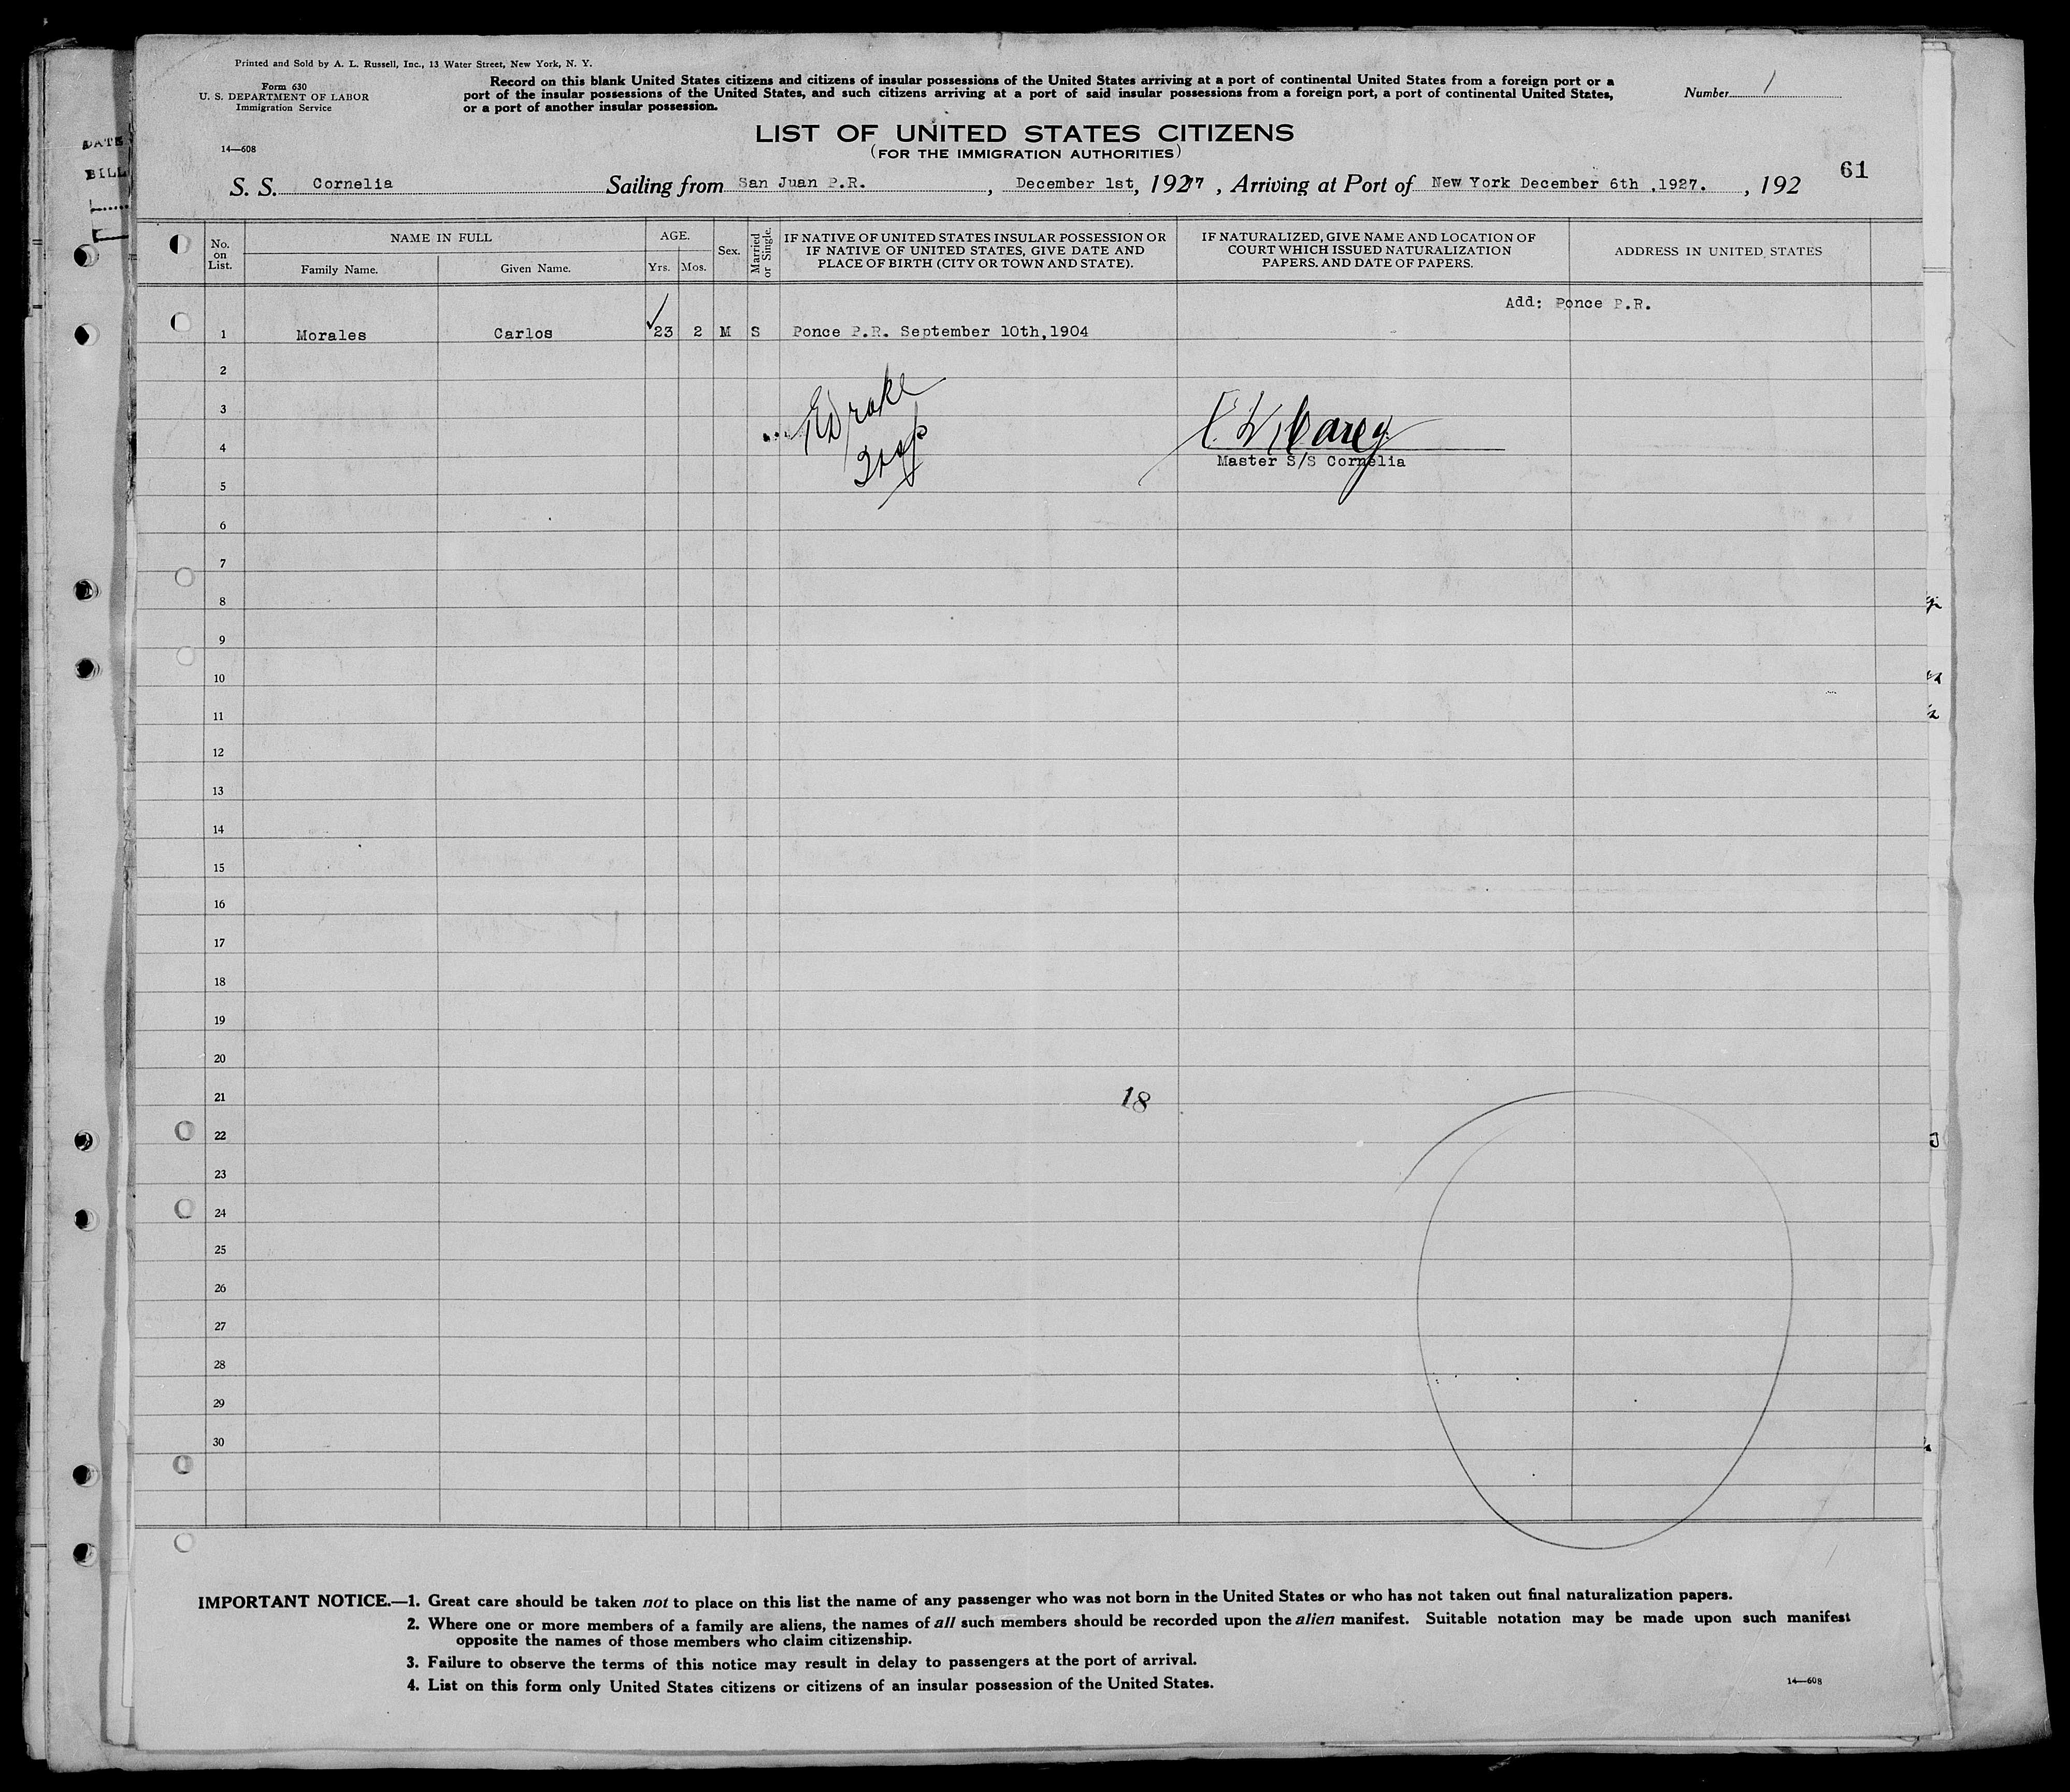 Printed and Sold by A. L. Russell, Inc., 13 Water Street, New York, N. Y.
Form 630
U. S. DEPARTMENT OF LABOR
Immigration Service
14—608
Record on this blank United States citizens and citizens of insular possessions of the United States arriving at a port of continental United States from a foreign port or a
port of the insular possessions of the United States, and such citizens arriving at a port of said insular possessions from a foreign port, a port of continental United States,
or a port of another insular possession.
Number 1
LIST OF UNITED STATES CITIZENS
(FOR THE IMMIGRATION AUTHORITIES)
61
DATE
BILL
S. S. Cornelia Sailing from San Juan P.R. , December 1st, 1927 , Arriving at Port of New York December 6th ,1927. , 192
No. on List.
NAME IN FULL
Family Name. Given Name.
AGE.
Yrs. Mos.
Sex.
Married or Single.
IF NATIVE OF UNITED STATES INSULAR POSSESSION OR
IF NATIVE OF UNITED STATES, GIVE DATE AND
PLACE OF BIRTH (CITY OR TOWN AND STATE).
IF NATURALIZED, GIVE NAME AND LOCATION OF
COURT WHICH ISSUED NATURALIZATION
PAPERS. AND DATE OF PAPERS.
ADDRESS IN UNITED STATES
Add: Ponce P.R.
1 Morales Carlos 23 2 M S Ponce P.R. September 10th,1904
2
3
4
Drake
Insp
Carey
Master S/S Cornelia
5
6
7
8
9
10
11
12
13
14
15
16
17
18
19
20
21
18
22
23
24
25
26
27
28
29
30
IMPORTANT NOTICE.—1. Great care should be taken not to place on this list the name of any passenger who was not born in the United States or who has not taken out final naturalization papers.
2. Where one or more members of a family are aliens, the names of all such members should be recorded upon the alien manifest. Suitable notation may be made upon such manifest
opposite the names of those members who claim citizenship.
3. Failure to observe the terms of this notice may result in delay to passengers at the port of arrival.
4. List on this form only United States citizens or citizens of an insular possession of the United States.
14—608